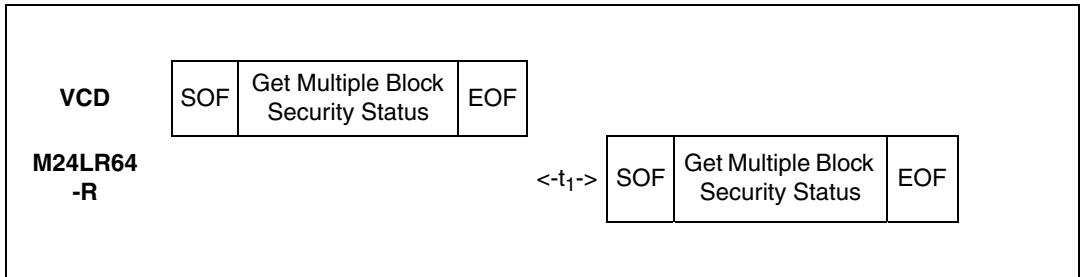 VCD
SOF
Get Multiple Block
Security Status
EOF
M24LR64
-R
<-t1->
SOF
Get Multiple Block
Security Status
EOF